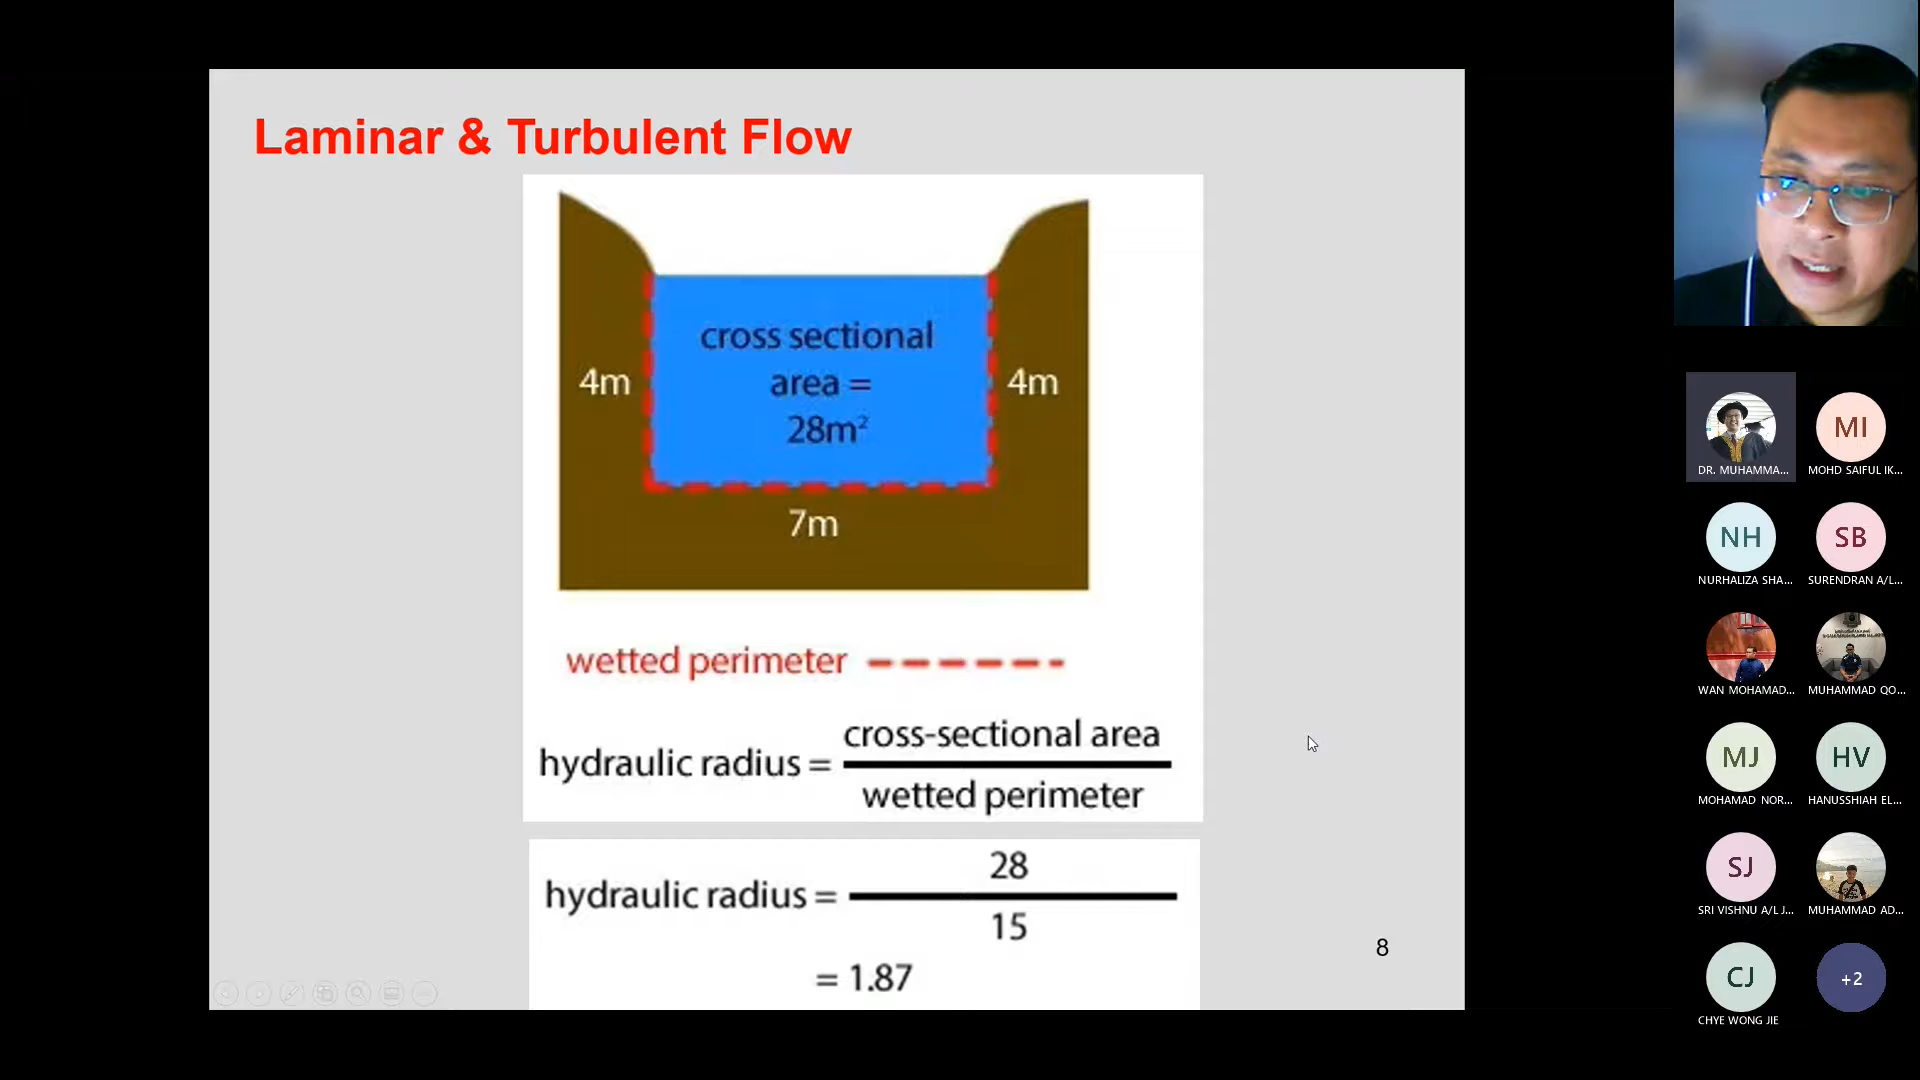 Laminar & Turbulent Flow
cross sectional
area =
28m²
4m
4m
7m
wetted perimeter
hydraulic radius =
cross-sectional area
wetted perimeter
hydraulic radius =
28
15
= 1.87
8
DR. MUHAMMA...
MI
MOHD SAIFUL IK...
NH
NURHALIZA SHA...
SB
SURENDRAN A/L...
WAN MOHAMAD...
MUHAMMAD QO...
MJ
MOHAMAD NOR...
HV
HANUSSHIAH EL...
SJ
SRI VISHNU A/L J...
MUHAMMAD AD...
CJ
CHYE WONG JIE
+2